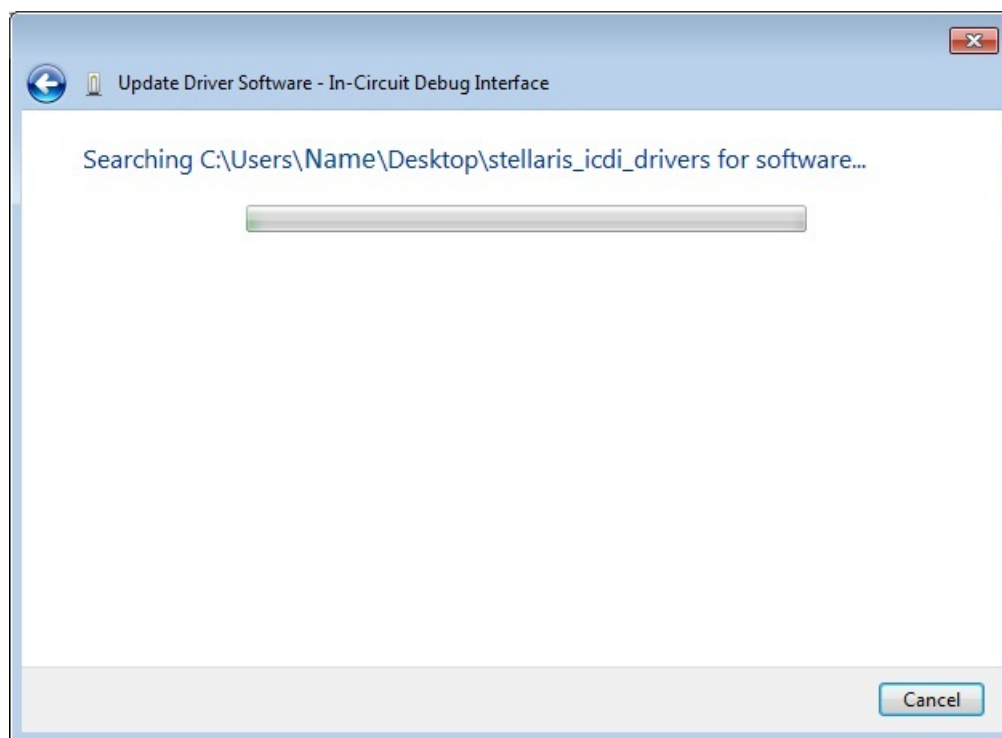 Update Driver Software - In-Circuit Debug Interface
Searching C:\Users\Name\Desktop\stellaris_icdi_drivers for software...
Cancel